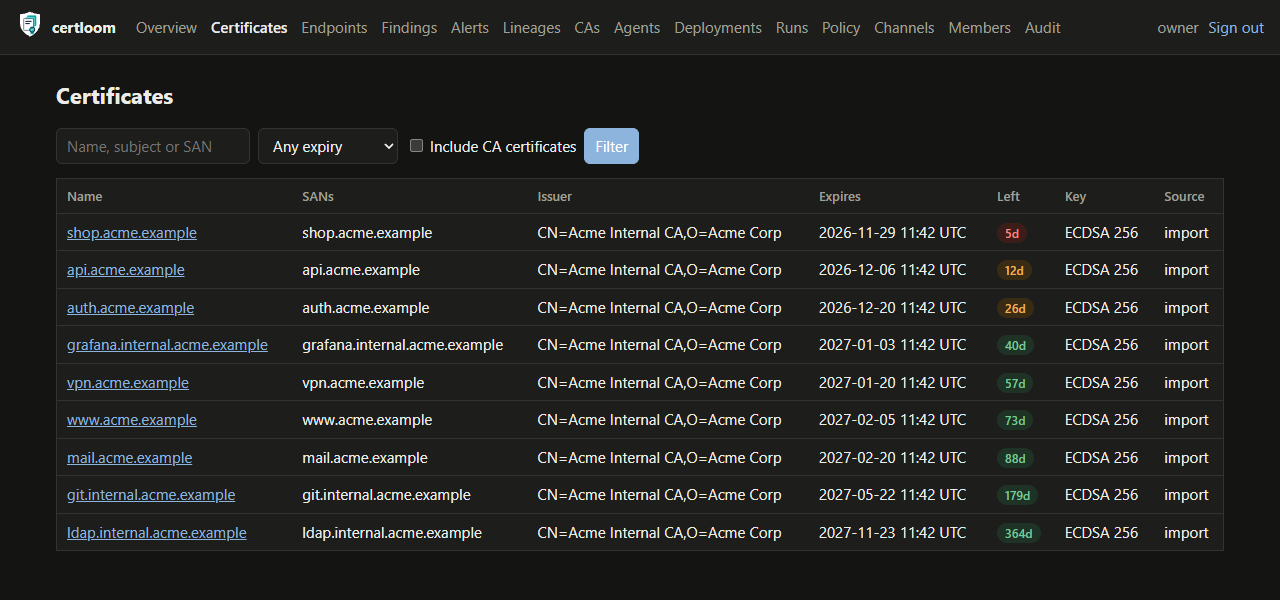 certloom Overview Certificates Endpoints Findings Alerts Lineages CAs Agents Deployments Runs Policy Channels Members Audit owner Sign out
Certificates
Name, subject or SAN Any expiry Include CA certificates Filter
Name SANs Issuer Expires Left Key Source
shop.acme.example shop.acme.example CN=Acme Internal CA,O=Acme Corp 2026-11-29 11:42 UTC 5d ECDSA 256 import
api.acme.example api.acme.example CN=Acme Internal CA,O=Acme Corp 2026-12-06 11:42 UTC 12d ECDSA 256 import
auth.acme.example auth.acme.example CN=Acme Internal CA,O=Acme Corp 2026-12-20 11:42 UTC 26d ECDSA 256 import
grafana.internal.acme.example grafana.internal.acme.example CN=Acme Internal CA,O=Acme Corp 2027-01-03 11:42 UTC 40d ECDSA 256 import
vpn.acme.example vpn.acme.example CN=Acme Internal CA,O=Acme Corp 2027-01-20 11:42 UTC 57d ECDSA 256 import
www.acme.example www.acme.example CN=Acme Internal CA,O=Acme Corp 2027-02-05 11:42 UTC 73d ECDSA 256 import
mail.acme.example mail.acme.example CN=Acme Internal CA,O=Acme Corp 2027-02-20 11:42 UTC 88d ECDSA 256 import
git.internal.acme.example git.internal.acme.example CN=Acme Internal CA,O=Acme Corp 2027-05-22 11:42 UTC 179d ECDSA 256 import
ldap.internal.acme.example ldap.internal.acme.example CN=Acme Internal CA,O=Acme Corp 2027-11-23 11:42 UTC 364d ECDSA 256 import